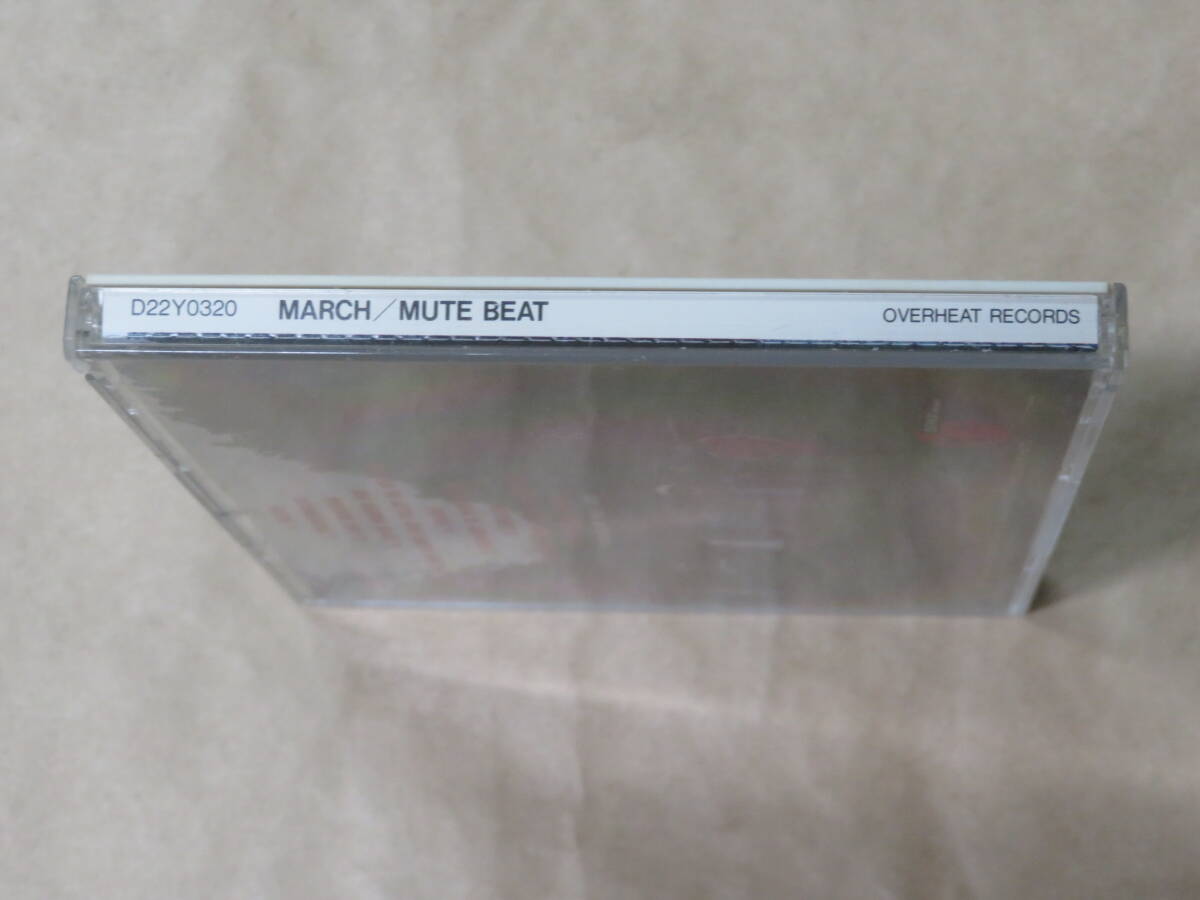 D22Y0320 MARCH／MUTE BEAT OVERHEAT RECORDS